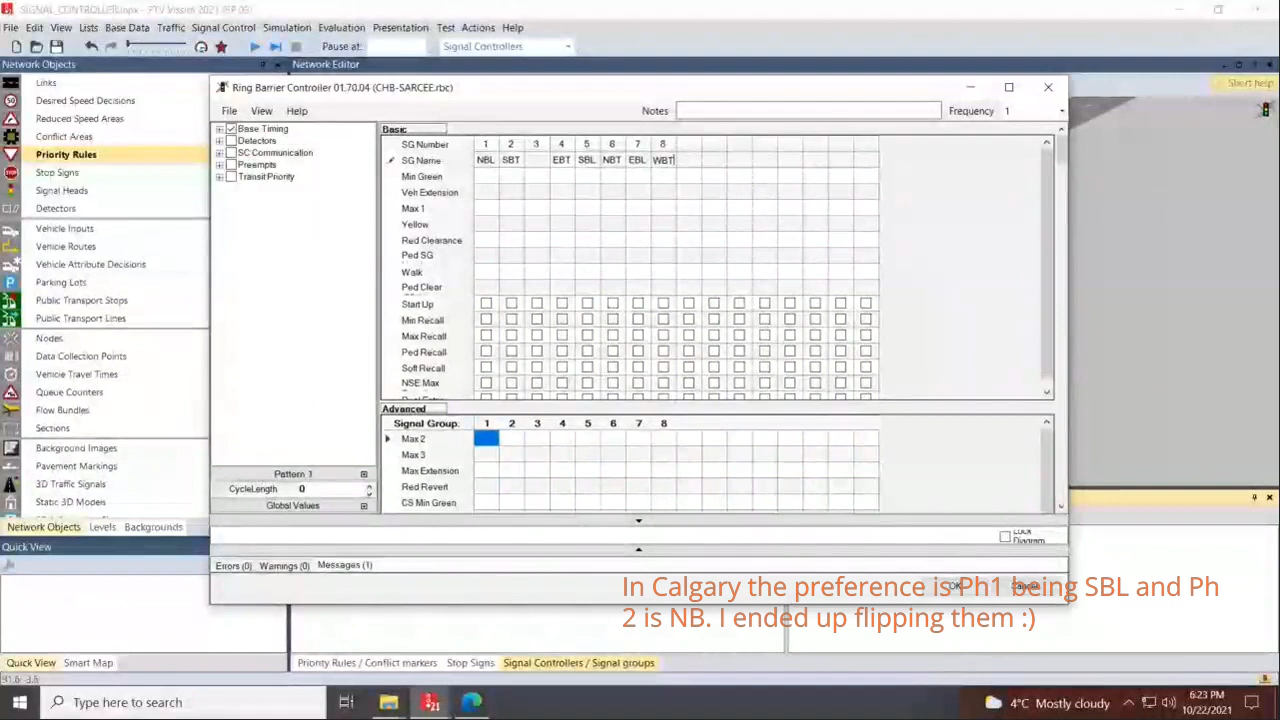 SIGNAL_CONTROLLER.inpx - PTV Vissim 2021 (SP 05)
File Edit View Lists Base Data Traffic Signal Control Simulation Evaluation Presentation Test Actions Help
Pause at: Signal Controllers
Network Objects
Network Editor
Short help
Links
Desired Speed Decisions
Reduced Speed Areas
Conflict Areas
Priority Rules
Stop Signs
Signal Heads
Detectors
Vehicle Inputs
Vehicle Routes
Vehicle Attribute Decisions
Parking Lots
Public Transport Stops
Public Transport Lines
Nodes
Data Collection Points
Vehicle Travel Times
Queue Counters
Flow Bundles
Sections
Background Images
Pavement Markings
3D Traffic Signals
Static 3D Models
Network Objects Levels Backgrounds
Quick View
Quick View Smart Map
Ring Barrier Controller 01.70.04 (CHB-SARCEE.rbc)
File View Help Notes Frequency 1
Base Timing
Detectors
SC Communication
Preempts
Transit Priority
Pattern 1
CycleLength 0
Global Values
Basic
SG Number 1 2 3 4 5 6 7 8
SG Name NBL SBT EBT SBL NBT EBL WBT
Min Green
Veh Extension
Max 1
Yellow
Red Clearance
Ped SG
Walk
Ped Clear
Start Up
Min Recall
Max Recall
Ped Recall
Soft Recall
NSE Max
Dual Entry
Advanced
Signal Group: 1 2 3 4 5 6 7 8
Max 2
Max 3
Max Extension
Red Revert
CS Min Green
Lock
Diagram
Errors (0) Warnings (0) Messages (1)
OK Cancel
In Calgary the preference is Ph1 being SBL and Ph
2 is NB. I ended up flipping them :)
Priority Rules / Conflict markers Stop Signs Signal Controllers / Signal groups
91.6:-3.8
Type here to search
4°C Mostly cloudy
6:23 PM
10/22/2021